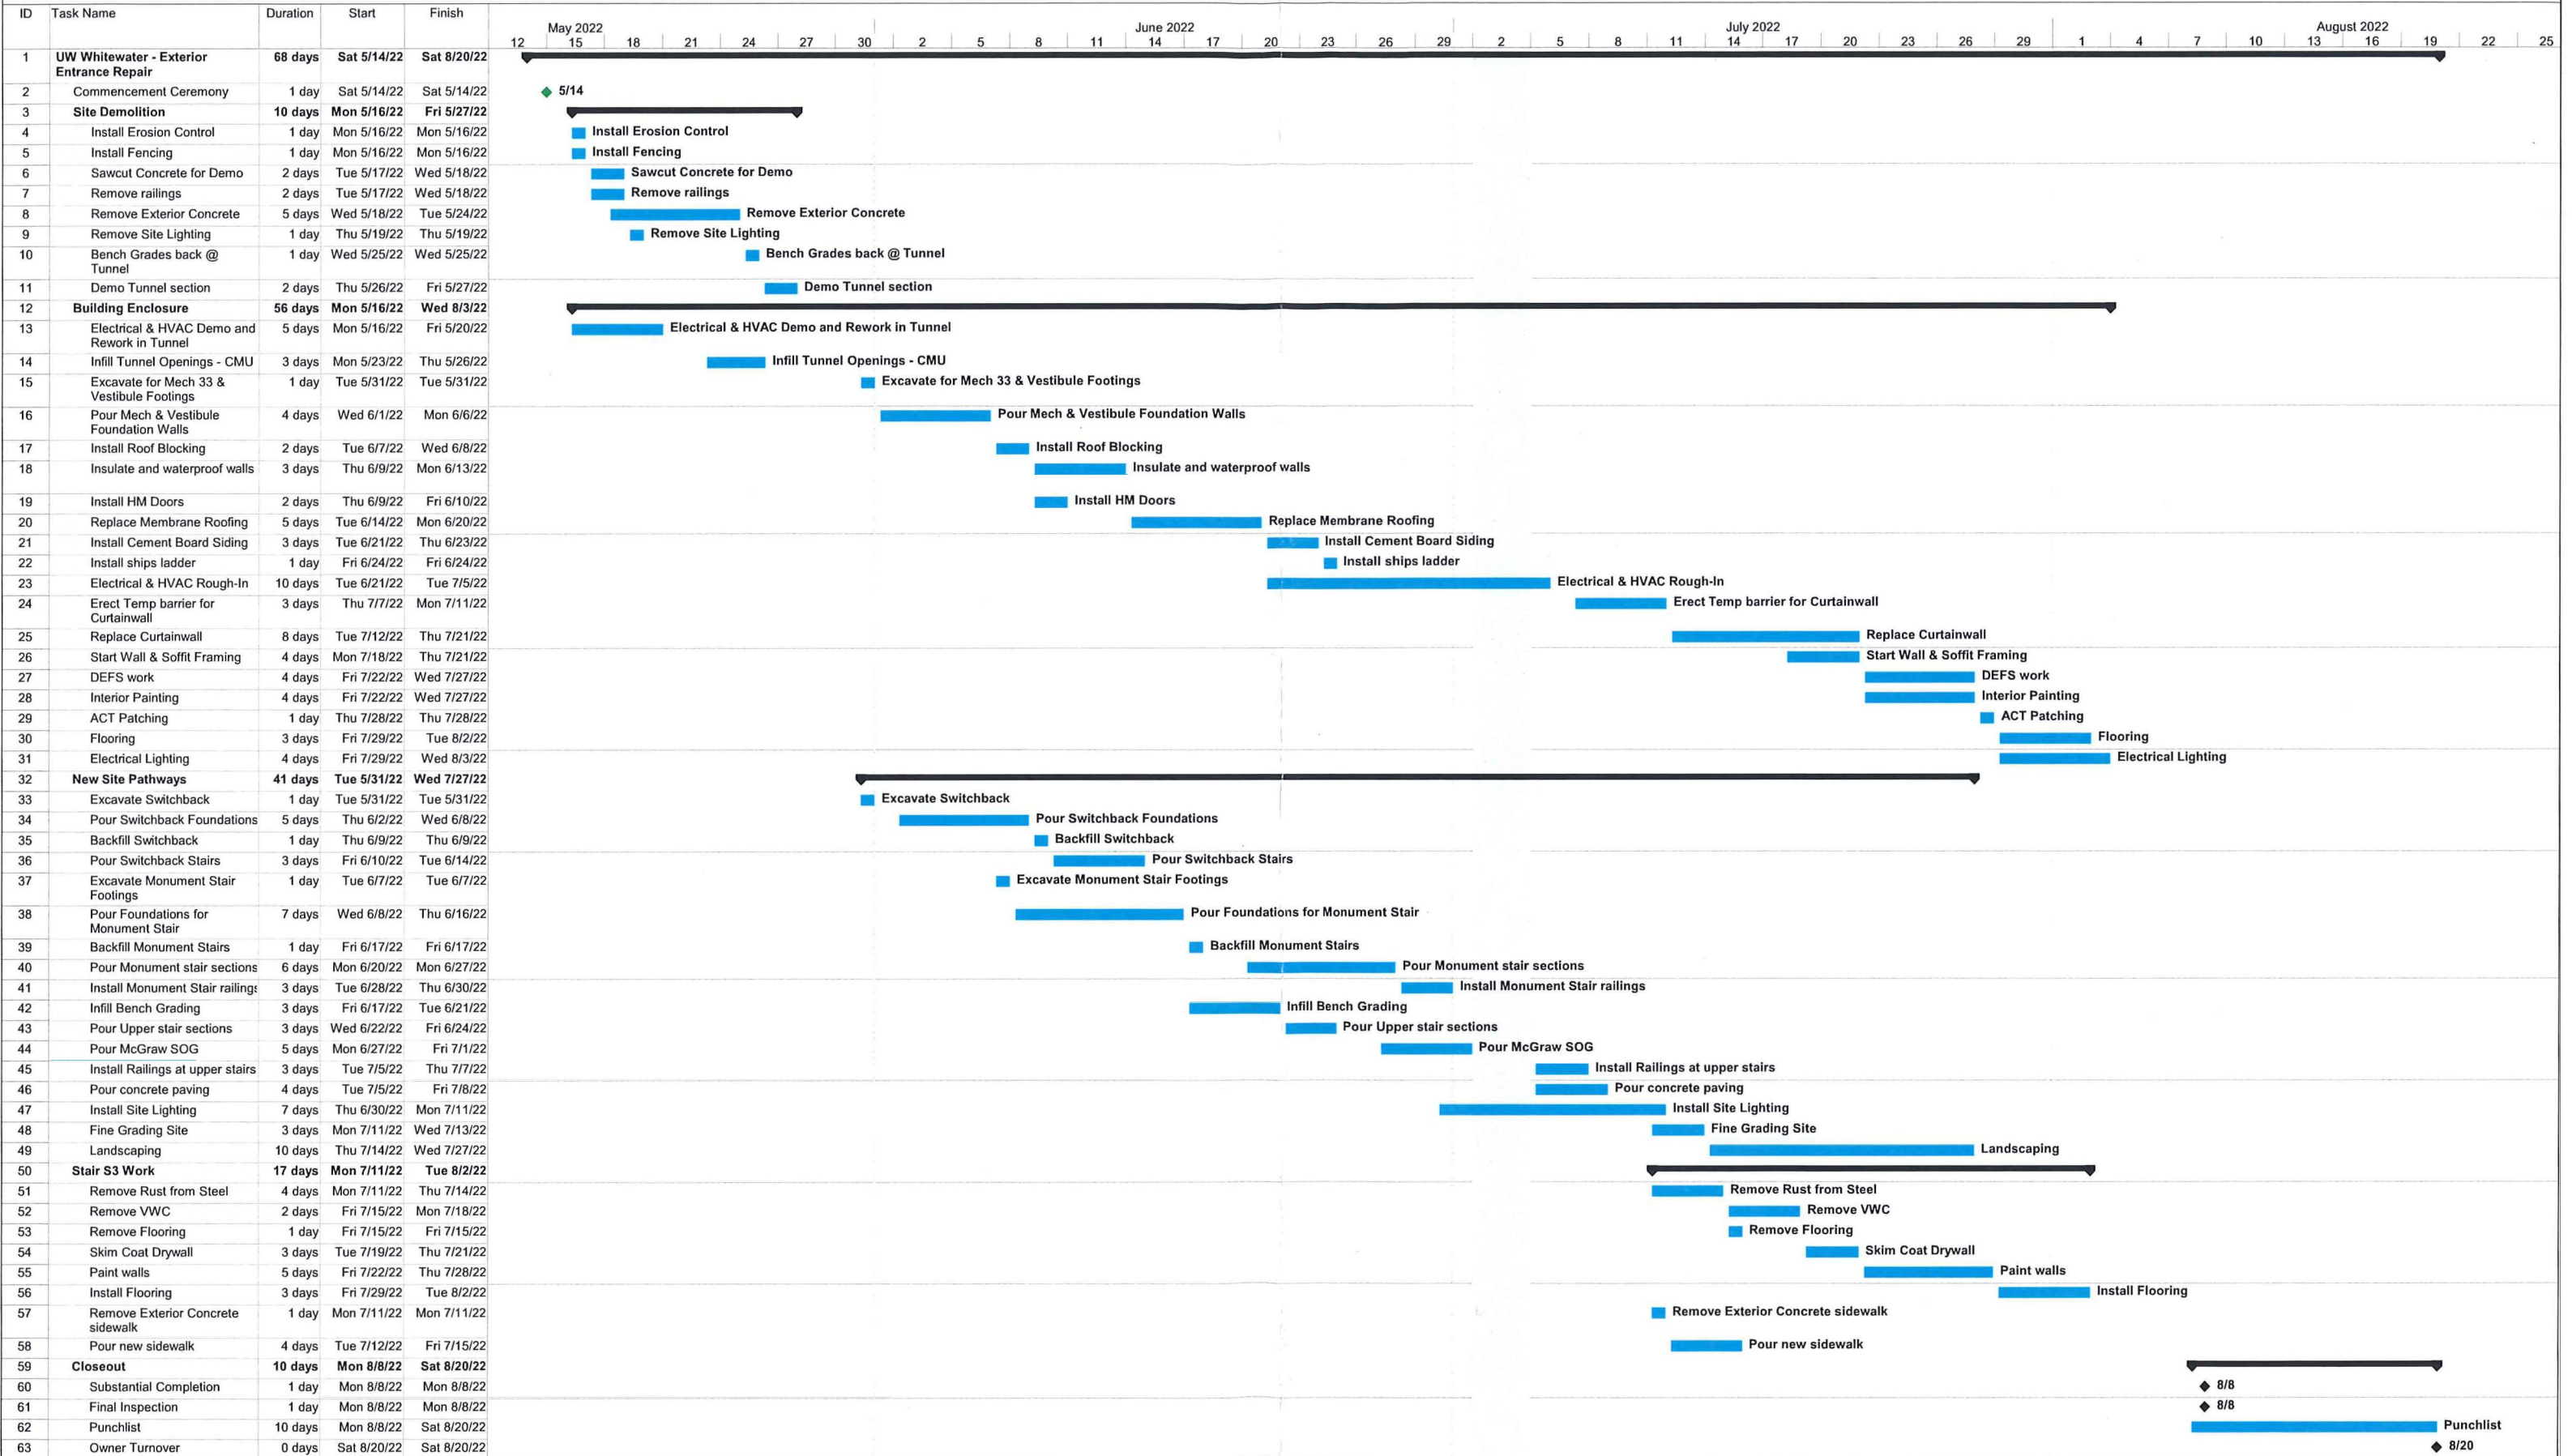 ID Task Name Duration Start Finish
May 2022 June 2022 July 2022 August 2022
12 15 18 21 24 27 30 2 5 8 11 14 17 20 23 26 29 2 5 8 11 14 17 20 23 26 29 1 4 7 10 13 16 19 22 25
1 UW Whitewater - Exterior 68 days Sat 5/14/22 Sat 8/20/22
Entrance Repair
2 Commencement Ceremony 1 day Sat 5/14/22 Sat 5/14/22 5/14
3 Site Demolition 10 days Mon 5/16/22 Fri 5/27/22
4 Install Erosion Control 1 day Mon 5/16/22 Mon 5/16/22 Install Erosion Control
5 Install Fencing 1 day Mon 5/16/22 Mon 5/16/22 Install Fencing
6 Sawcut Concrete for Demo 2 days Tue 5/17/22 Wed 5/18/22 Sawcut Concrete for Demo
7 Remove railings 2 days Tue 5/17/22 Wed 5/18/22 Remove railings
8 Remove Exterior Concrete 5 days Wed 5/18/22 Tue 5/24/22 Remove Exterior Concrete
9 Remove Site Lighting 1 day Thu 5/19/22 Thu 5/19/22 Remove Site Lighting
10 Bench Grades back @ 1 day Wed 5/25/22 Wed 5/25/22 Bench Grades back @ Tunnel
Tunnel
11 Demo Tunnel section 2 days Thu 5/26/22 Fri 5/27/22 Demo Tunnel section
12 Building Enclosure 56 days Mon 5/16/22 Wed 8/3/22
13 Electrical & HVAC Demo and 5 days Mon 5/16/22 Fri 5/20/22 Electrical & HVAC Demo and Rework in Tunnel
Rework in Tunnel
14 Infill Tunnel Openings - CMU 3 days Mon 5/23/22 Thu 5/26/22 Infill Tunnel Openings - CMU
15 Excavate for Mech 33 & 1 day Tue 5/31/22 Tue 5/31/22 Excavate for Mech 33 & Vestibule Footings
Vestibule Footings
16 Pour Mech & Vestibule 4 days Wed 6/1/22 Mon 6/6/22 Pour Mech & Vestibule Foundation Walls
Foundation Walls
17 Install Roof Blocking 2 days Tue 6/7/22 Wed 6/8/22 Install Roof Blocking
18 Insulate and waterproof walls 3 days Thu 6/9/22 Mon 6/13/22 Insulate and waterproof walls
19 Install HM Doors 2 days Thu 6/9/22 Fri 6/10/22 Install HM Doors
20 Replace Membrane Roofing 5 days Tue 6/14/22 Mon 6/20/22 Replace Membrane Roofing
21 Install Cement Board Siding 3 days Tue 6/21/22 Thu 6/23/22 Install Cement Board Siding
22 Install ships ladder 1 day Fri 6/24/22 Fri 6/24/22 Install ships ladder
23 Electrical & HVAC Rough-In 10 days Tue 6/21/22 Tue 7/5/22 Electrical & HVAC Rough-In
24 Erect Temp barrier for 3 days Thu 7/7/22 Mon 7/11/22 Erect Temp barrier for Curtainwall
Curtainwall
25 Replace Curtainwall 8 days Tue 7/12/22 Thu 7/21/22 Replace Curtainwall
26 Start Wall & Soffit Framing 4 days Mon 7/18/22 Thu 7/21/22 Start Wall & Soffit Framing
27 DEFS work 4 days Fri 7/22/22 Wed 7/27/22 DEFS work
28 Interior Painting 4 days Fri 7/22/22 Wed 7/27/22 Interior Painting
29 ACT Patching 1 day Thu 7/28/22 Thu 7/28/22 ACT Patching
30 Flooring 3 days Fri 7/29/22 Tue 8/2/22 Flooring
31 Electrical Lighting 4 days Fri 7/29/22 Wed 8/3/22 Electrical Lighting
32 New Site Pathways 41 days Tue 5/31/22 Wed 7/27/22
33 Excavate Switchback 1 day Tue 5/31/22 Tue 5/31/22 Excavate Switchback
34 Pour Switchback Foundations 5 days Thu 6/2/22 Wed 6/8/22 Pour Switchback Foundations
35 Backfill Switchback 1 day Thu 6/9/22 Thu 6/9/22 Backfill Switchback
36 Pour Switchback Stairs 3 days Fri 6/10/22 Tue 6/14/22 Pour Switchback Stairs
37 Excavate Monument Stair 1 day Tue 6/7/22 Tue 6/7/22 Excavate Monument Stair Footings
Footings
38 Pour Foundations for 7 days Wed 6/8/22 Thu 6/16/22 Pour Foundations for Monument Stair
Monument Stair
39 Backfill Monument Stairs 1 day Fri 6/17/22 Fri 6/17/22 Backfill Monument Stairs
40 Pour Monument stair sections 6 days Mon 6/20/22 Mon 6/27/22 Pour Monument stair sections
41 Install Monument Stair railings 3 days Tue 6/28/22 Thu 6/30/22 Install Monument Stair railings
42 Infill Bench Grading 3 days Fri 6/17/22 Tue 6/21/22 Infill Bench Grading
43 Pour Upper stair sections 3 days Wed 6/22/22 Fri 6/24/22 Pour Upper stair sections
44 Pour McGraw SOG 5 days Mon 6/27/22 Fri 7/1/22 Pour McGraw SOG
45 Install Railings at upper stairs 3 days Tue 7/5/22 Thu 7/7/22 Install Railings at upper stairs
46 Pour concrete paving 4 days Tue 7/5/22 Fri 7/8/22 Pour concrete paving
47 Install Site Lighting 7 days Thu 6/30/22 Mon 7/11/22 Install Site Lighting
48 Fine Grading Site 3 days Mon 7/11/22 Wed 7/13/22 Fine Grading Site
49 Landscaping 10 days Thu 7/14/22 Wed 7/27/22 Landscaping
50 Stair S3 Work 17 days Mon 7/11/22 Tue 8/2/22
51 Remove Rust from Steel 4 days Mon 7/11/22 Thu 7/14/22 Remove Rust from Steel
52 Remove VWC 2 days Fri 7/15/22 Mon 7/18/22 Remove VWC
53 Remove Flooring 1 day Fri 7/15/22 Fri 7/15/22 Remove Flooring
54 Skim Coat Drywall 3 days Tue 7/19/22 Thu 7/21/22 Skim Coat Drywall
55 Paint walls 5 days Fri 7/22/22 Thu 7/28/22 Paint walls
56 Install Flooring 3 days Fri 7/29/22 Tue 8/2/22 Install Flooring
57 Remove Exterior Concrete 1 day Mon 7/11/22 Mon 7/11/22 Remove Exterior Concrete sidewalk
sidewalk
58 Pour new sidewalk 4 days Tue 7/12/22 Fri 7/15/22 Pour new sidewalk
59 Closeout 10 days Mon 8/8/22 Sat 8/20/22
60 Substantial Completion 1 day Mon 8/8/22 Mon 8/8/22 8/8
61 Final Inspection 1 day Mon 8/8/22 Mon 8/8/22 8/8
62 Punchlist 10 days Mon 8/8/22 Sat 8/20/22 Punchlist
63 Owner Turnover 0 days Sat 8/20/22 Sat 8/20/22 8/20